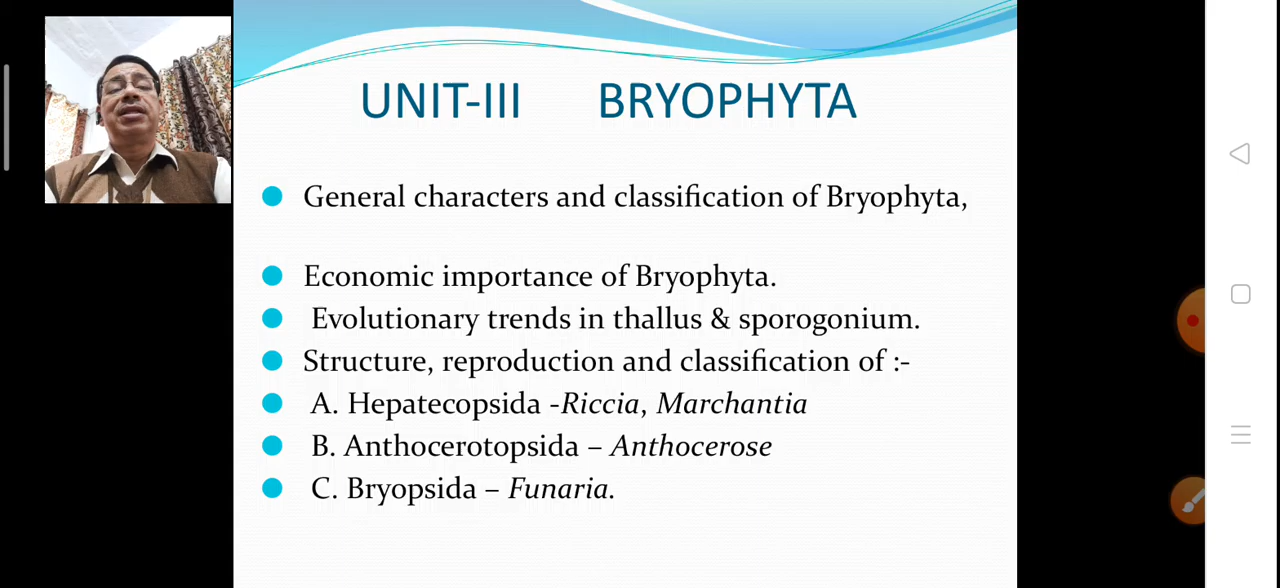 UNIT-III BRYOPHYTA
General characters and classification of Bryophyta,
Economic importance of Bryophyta.
Evolutionary trends in thallus & sporogonium.
Structure, reproduction and classification of :-
A. Hepatecopsida -Riccia, Marchantia
B. Anthocerotopsida – Anthocerose
C. Bryopsida – Funaria.